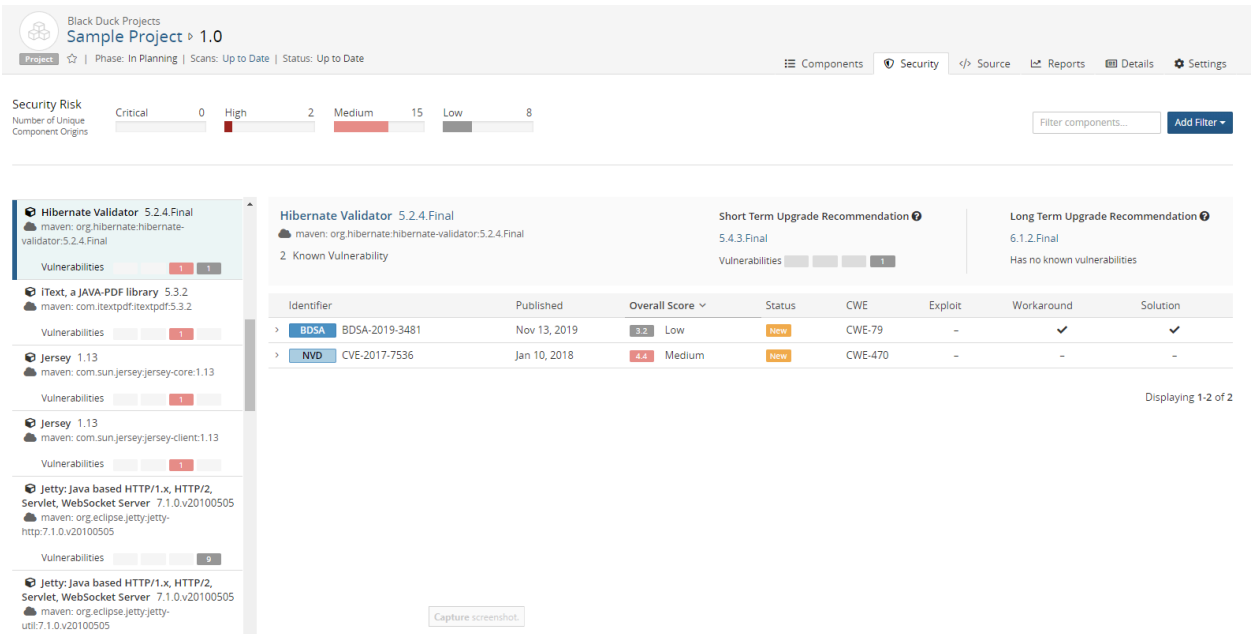 Black Duck Projects
Sample Project 1.0
Project | Phase: In Planning | Scans: Up to Date | Status: Up to Date
Components Security Source Reports Details Settings
Security Risk
Number of Unique
Component Origins
Critical 0 High 2 Medium 15 Low 8
Filter components... Add Filter
Hibernate Validator 5.2.4.Final
maven: org.hibernate:hibernate-
validator:5.2.4.Final
Vulnerabilities 1 1
iText, a JAVA-PDF library 5.3.2
maven: com.itextpdf:itextpdf:5.3.2
Vulnerabilities 1
Jersey 1.13
maven: com.sun.jersey:jersey-core:1.13
Vulnerabilities 1
Jersey 1.13
maven: com.sun.jersey:jersey-client:1.13
Vulnerabilities 1
Jetty: Java based HTTP/1.x, HTTP/2,
Servlet, WebSocket Server 7.1.0.v20100505
maven: org.eclipse.jetty:jetty-
http:7.1.0.v20100505
Vulnerabilities 9
Jetty: Java based HTTP/1.x, HTTP/2,
Servlet, WebSocket Server 7.1.0.v20100505
maven: org.eclipse.jetty:jetty-
util:7.1.0.v20100505
Hibernate Validator 5.2.4.Final
maven: org.hibernate:hibernate-validator:5.2.4.Final
2 Known Vulnerability
Short Term Upgrade Recommendation
5.4.3.Final
Vulnerabilities 1
Long Term Upgrade Recommendation
6.1.2.Final
Has no known vulnerabilities
Identifier Published Overall Score Status CWE Exploit Workaround Solution
BDSA BDSA-2019-3481 Nov 13, 2019 3.2 Low New CWE-79 –
NVD CVE-2017-7536 Jan 10, 2018 4.4 Medium New CWE-470 – – –
Displaying 1-2 of 2
Capture screenshot.